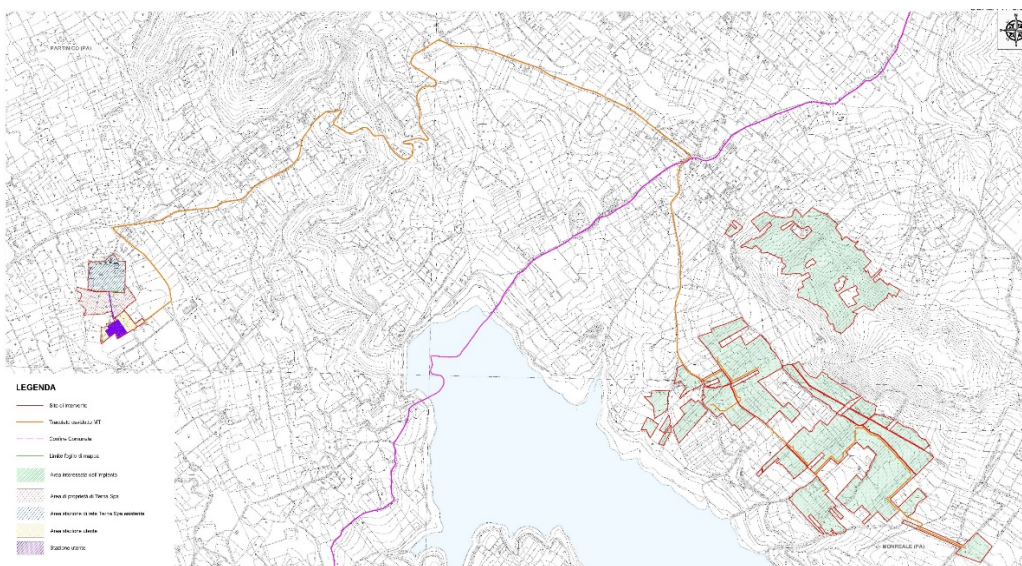 PARTINICO (PA)
LEGENDA
Sito di intervento
Tracciato cavidotto MT
Confine Comunale
Limite foglio di mappa
Area interessata dall'impianto
Area di proprietà di Terna Spa
Area stazione di rete Terna Spa esistente
Area stazione utente
Stazione utente
MONREALE (PA)